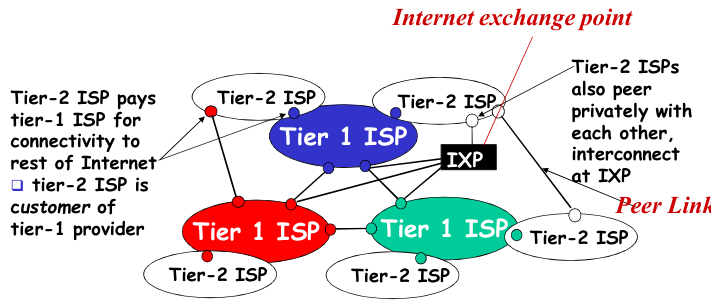 Internet exchange point
Tier-2 ISP pays
tier-1 ISP for
connectivity to
rest of Internet
❑ tier-2 ISP is
customer of
tier-1 provider
Tier-2 ISP
Tier-2 ISP
Tier 1 ISP
IXP
Tier-2 ISPs
also peer
privately with
each other,
interconnect
at IXP
Peer Link
Tier 1 ISP
Tier 1 ISP
Tier-2 ISP
Tier-2 ISP
Tier-2 ISP